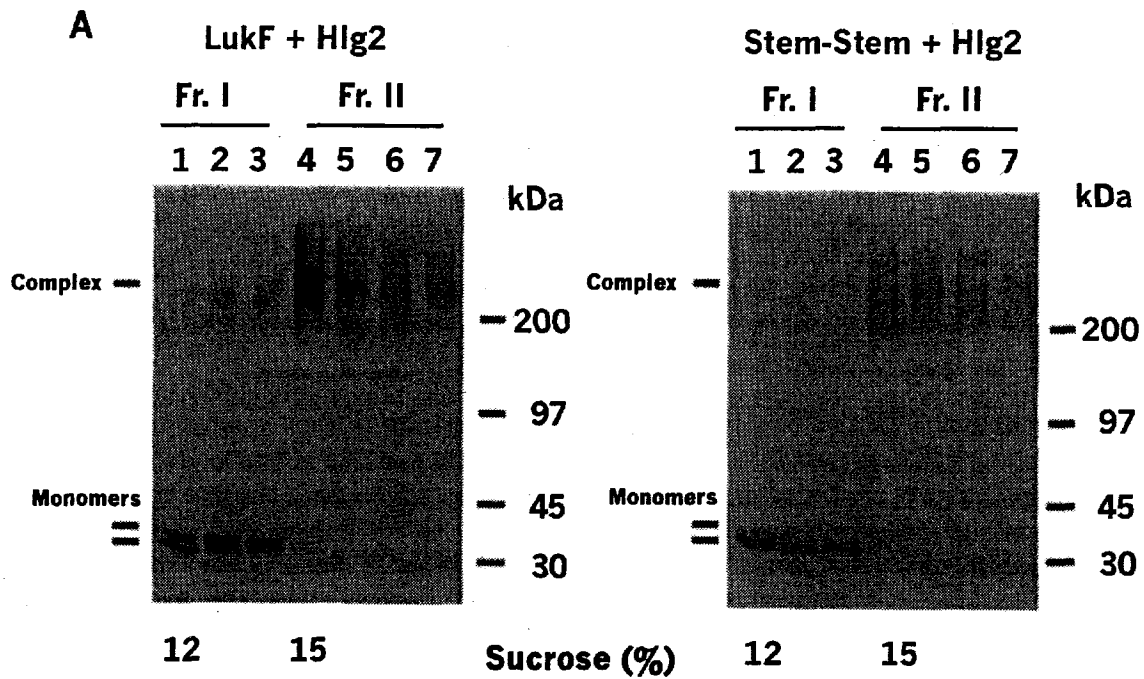 A
LukF + Hlg2
Fr. I Fr. II
1 2 3 4 5 6 7
kDa
Complex
200
97
Monomers
45
30
12 15
Stem-Stem + Hlg2
Fr. I Fr. II
1 2 3 4 5 6 7
kDa
Complex
200
97
Monomers
45
30
Sucrose (%)
12 15